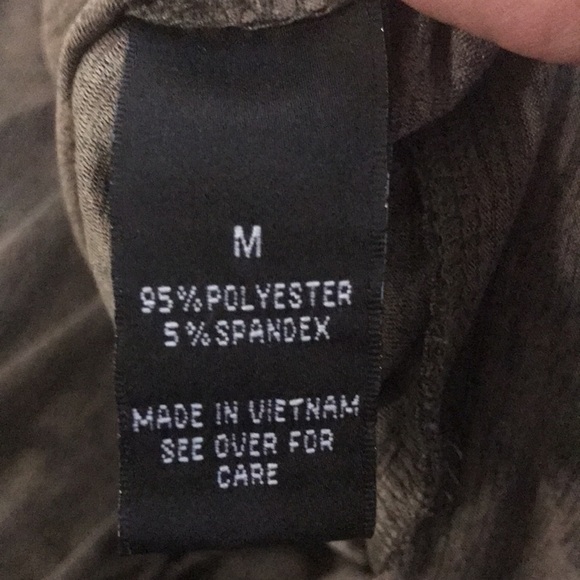 M
95%POLYESTER
5%SPANDEX
MADE IN VIETNAM
SEE OVER FOR
CARE